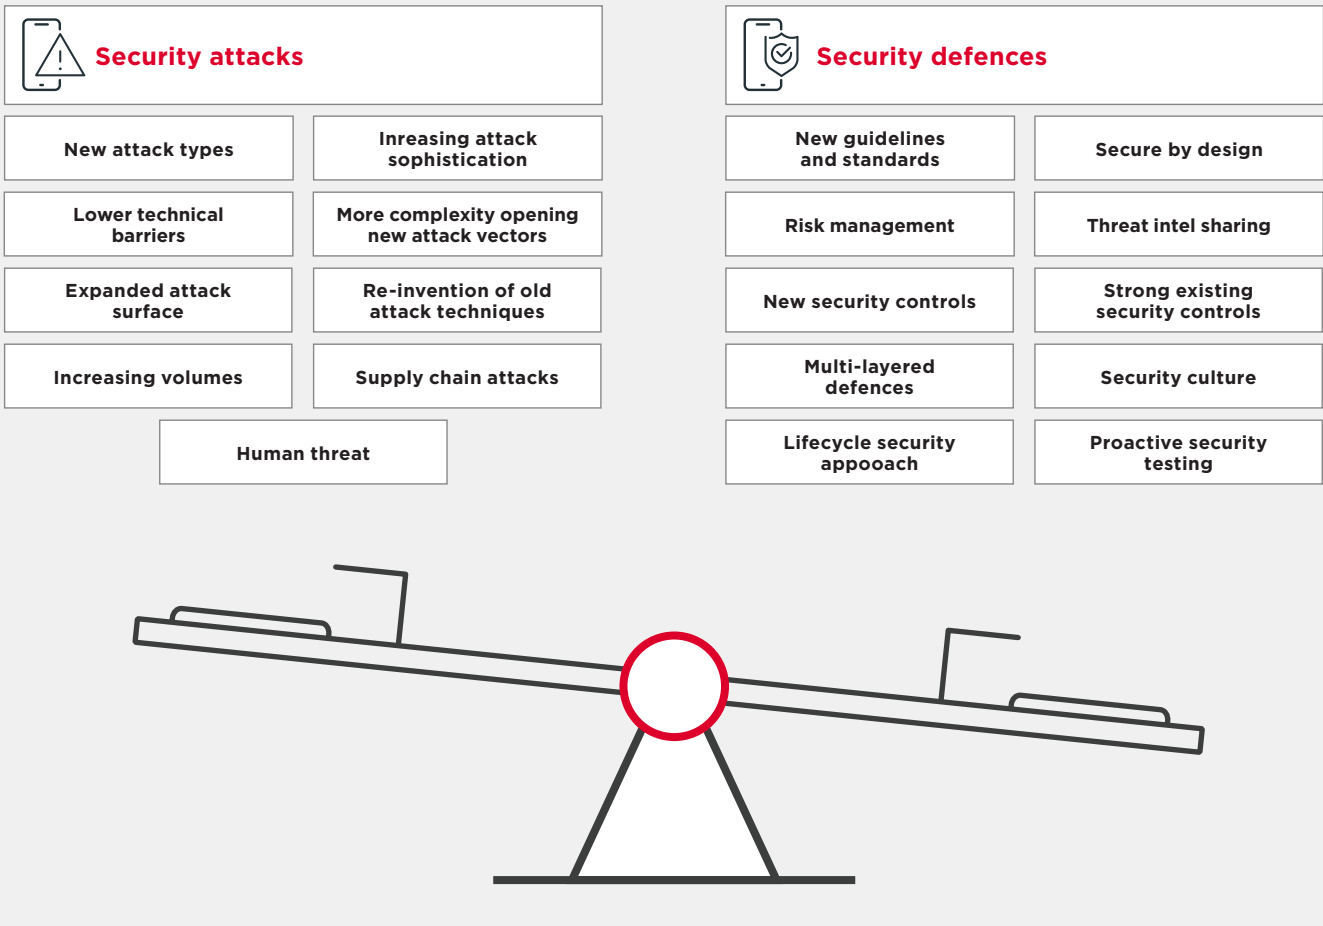 Security attacks
New attack types
Inreasing attack
sophistication
Lower technical
barriers
More complexity opening
new attack vectors
Expanded attack
surface
Re-invention of old
attack techniques
Increasing volumes
Supply chain attacks
Human threat
Security defences
New guidelines
and standards
Secure by design
Risk management
Threat intel sharing
New security controls
Strong existing
security controls
Multi-layered
defences
Security culture
Lifecycle security
appooach
Proactive security
testing